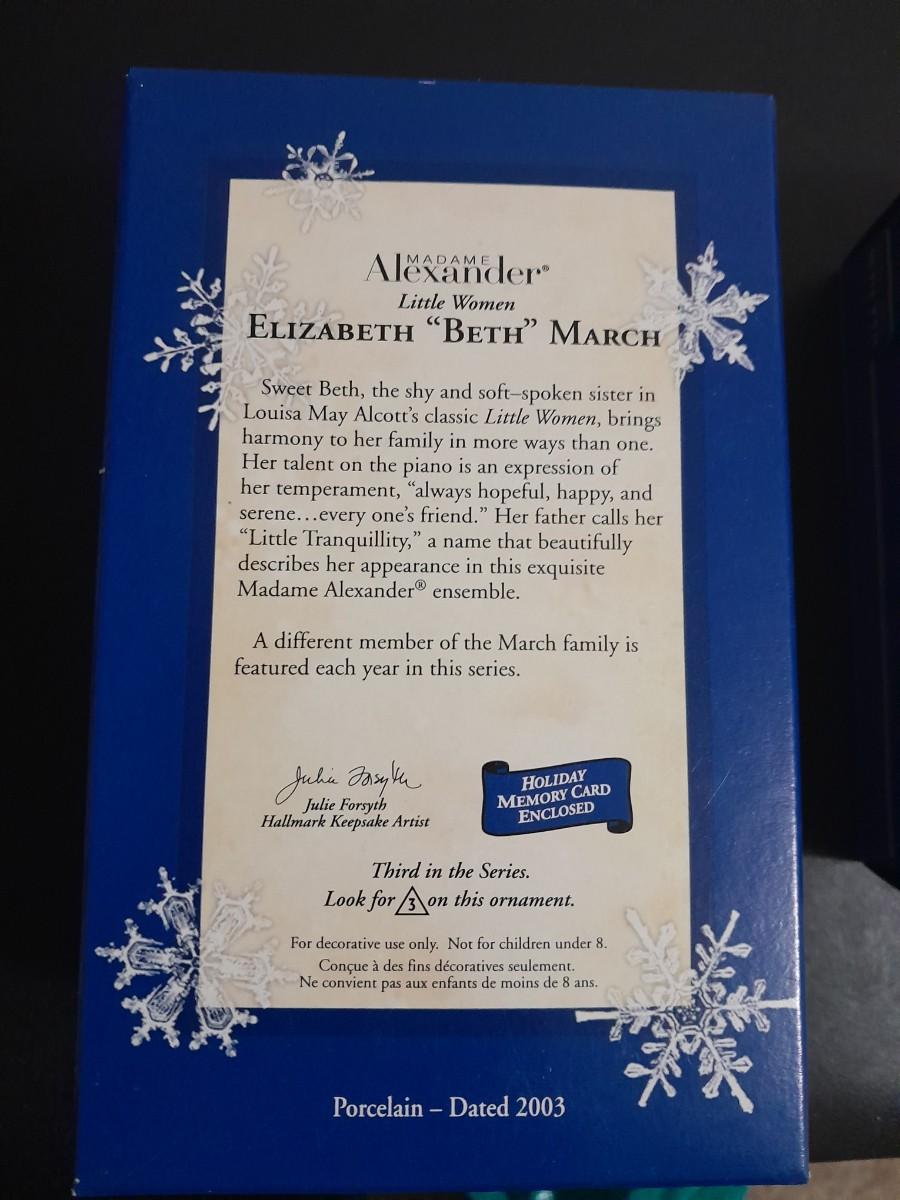 MADAME
Alexander®
Little Women
ELIZABETH “BETH” MARCH
Sweet Beth, the shy and soft–spoken sister in
Louisa May Alcott’s classic Little Women, brings
harmony to her family in more ways than one.
Her talent on the piano is an expression of
her temperament, “always hopeful, happy, and
serene…every one’s friend.” Her father calls her
“Little Tranquillity,” a name that beautifully
describes her appearance in this exquisite
Madame Alexander® ensemble.
A different member of the March family is
featured each year in this series.
Julie Forsyth
Julie Forsyth
Hallmark Keepsake Artist
HOLIDAY
MEMORY CARD
ENCLOSED
Third in the Series.
Look for 3 on this ornament.
For decorative use only. Not for children under 8.
Conçue à des fins décoratives seulement.
Ne convient pas aux enfants de moins de 8 ans.
Porcelain – Dated 2003